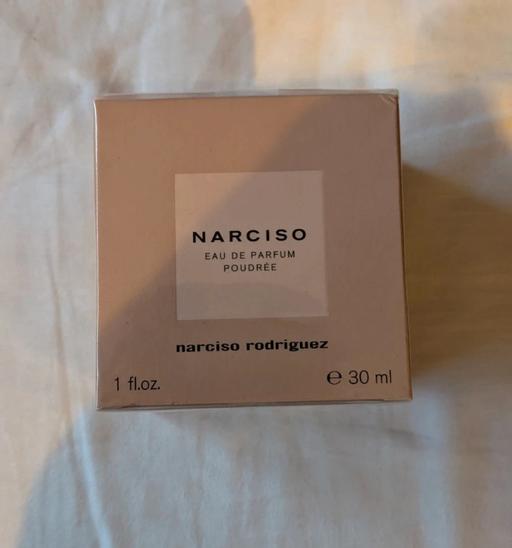 NARCISO
EAU DE PARFUM
POUDRÉE
narciso rodriguez
1 fl.oz.
℮ 30 ml